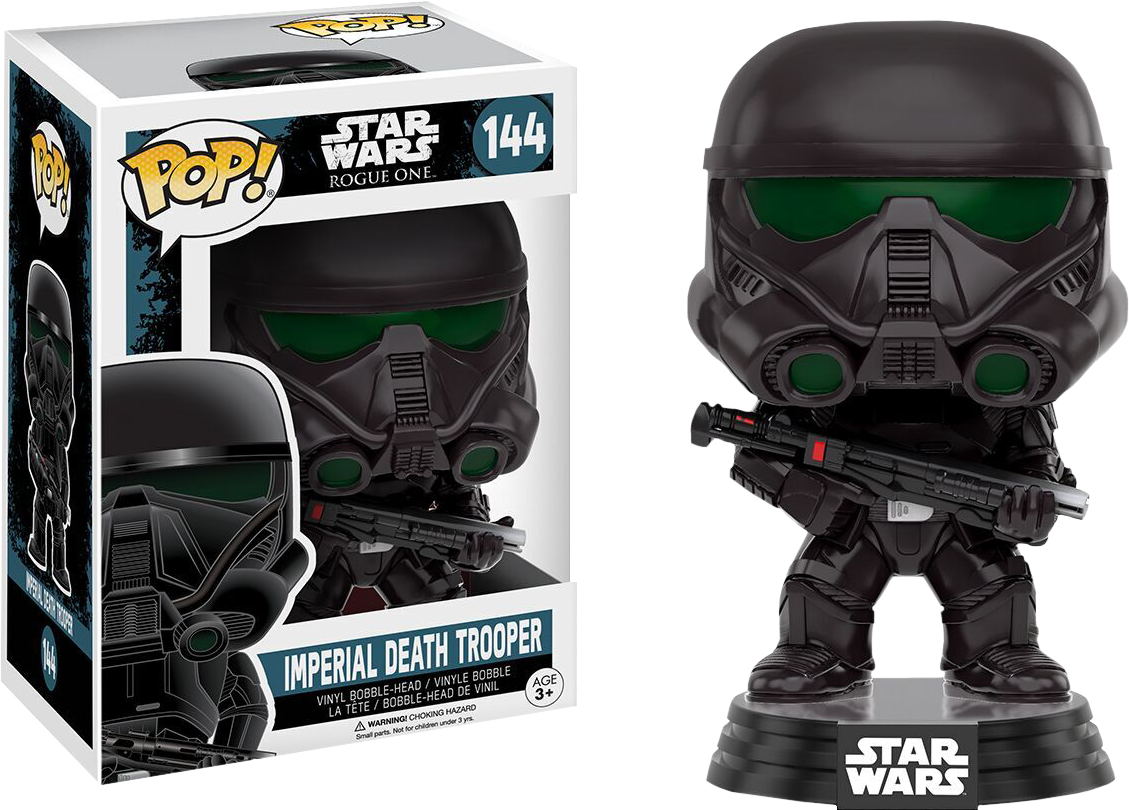 POP!
POP!
POP!
®
STAR
WARS
ROGUE ONE™
144
IMPERIAL DEATH TROOPER
144
IMPERIAL DEATH TROOPER
VINYL BOBBLE-HEAD / VINYLE BOBBLE
LA TÊTE / BOBBLE-HEAD DE VINIL
AGE
3+
⚠ WARNING! CHOKING HAZARD
Small parts. Not for children under 3 yrs.
STAR
WARS